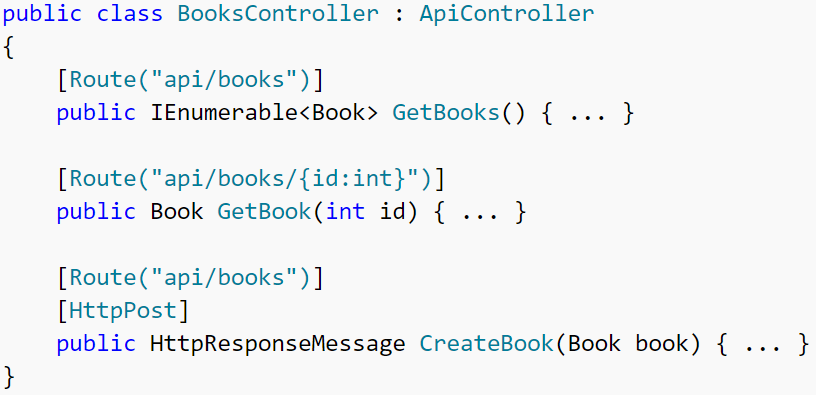 public class BooksController : ApiController
{
    [Route("api/books")]
    public IEnumerable<Book> GetBooks() { ... }

    [Route("api/books/{id:int}")]
    public Book GetBook(int id) { ... }

    [Route("api/books")]
    [HttpPost]
    public HttpResponseMessage CreateBook(Book book) { ... }
}